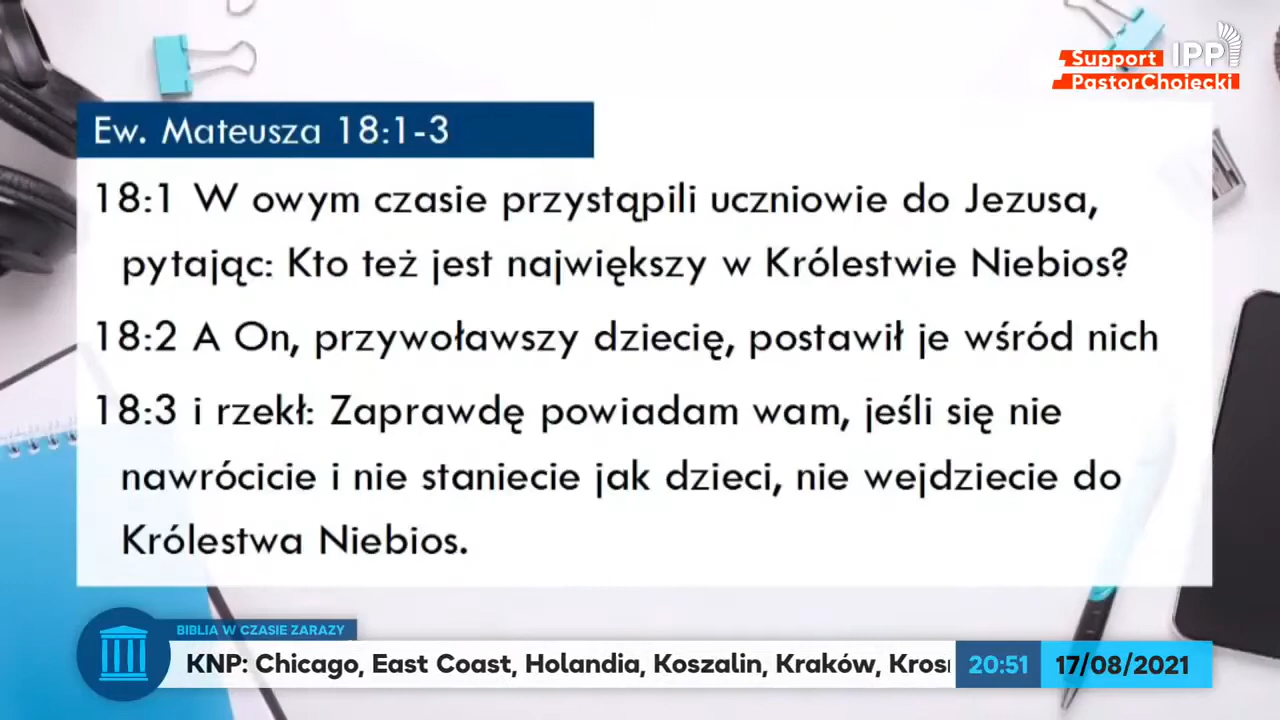 Support
PastorChojecki
IPP
Ew. Mateusza 18:1-3
18:1 W owym czasie przystąpili uczniowie do Jezusa,
pytając: Kto też jest największy w Królestwie Niebios?
18:2 A On, przywoławszy dziecię, postawił je wśród nich
18:3 i rzekł: Zaprawdę powiadam wam, jeśli się nie
nawrócicie i nie staniecie jak dzieci, nie wejdziecie do
Królestwa Niebios.
BIBLIA W CZASIE ZARAZY
KNP: Chicago, East Coast, Holandia, Koszalin, Kraków,
20:51
17/08/2021